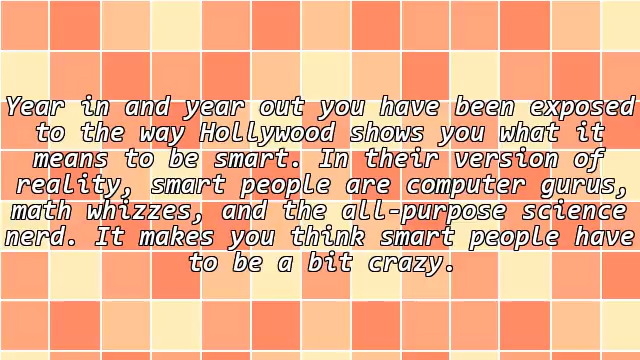 Year in and year out you have been exposed
to the way Hollywood shows you what it
means to be smart. In their version of
reality, smart people are computer gurus,
math whizzes, and the all-purpose science
nerd. It makes you think smart people have
to be a bit crazy.